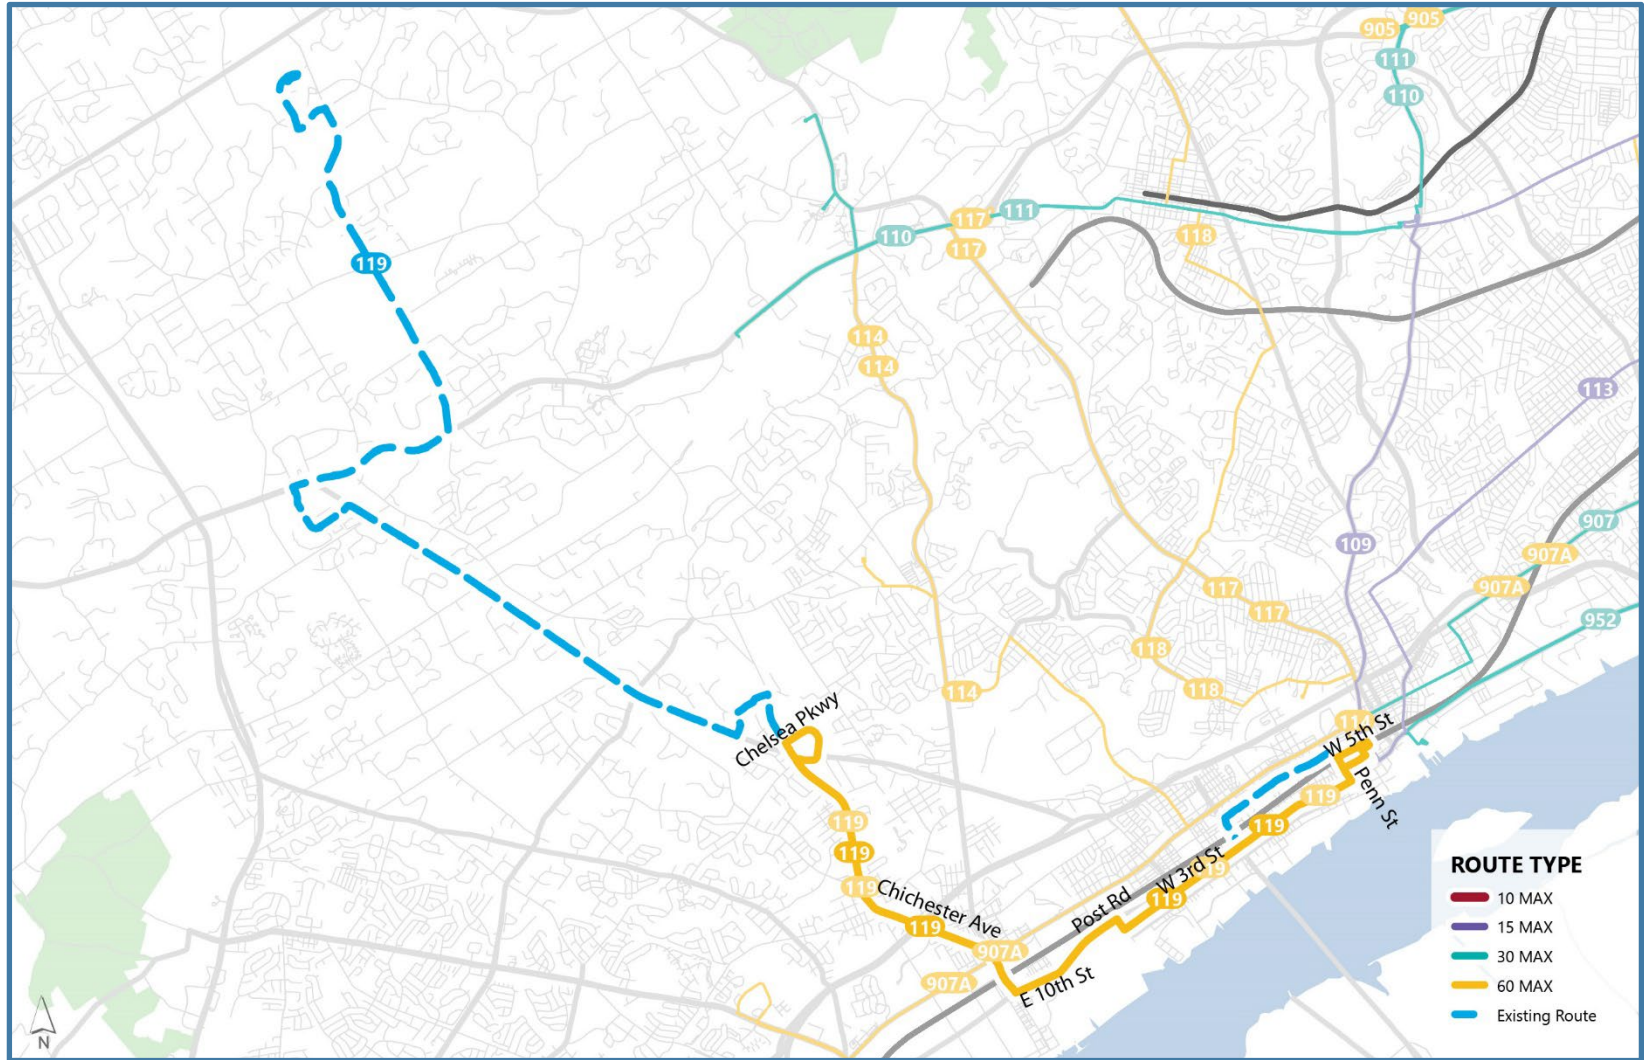 905
905
111
110
117
111
110
117
118
119
114
114
113
109
907
907A
907A
117
117
952
118
118
114
Chelsea Pkwy
114
W 5th St
Penn St
119
119
119
119
W 3rd St
119
119
Chichester Ave
Post Rd
119
119
907A
907A
E 10th St
N
ROUTE TYPE
10 MAX
15 MAX
30 MAX
60 MAX
Existing Route